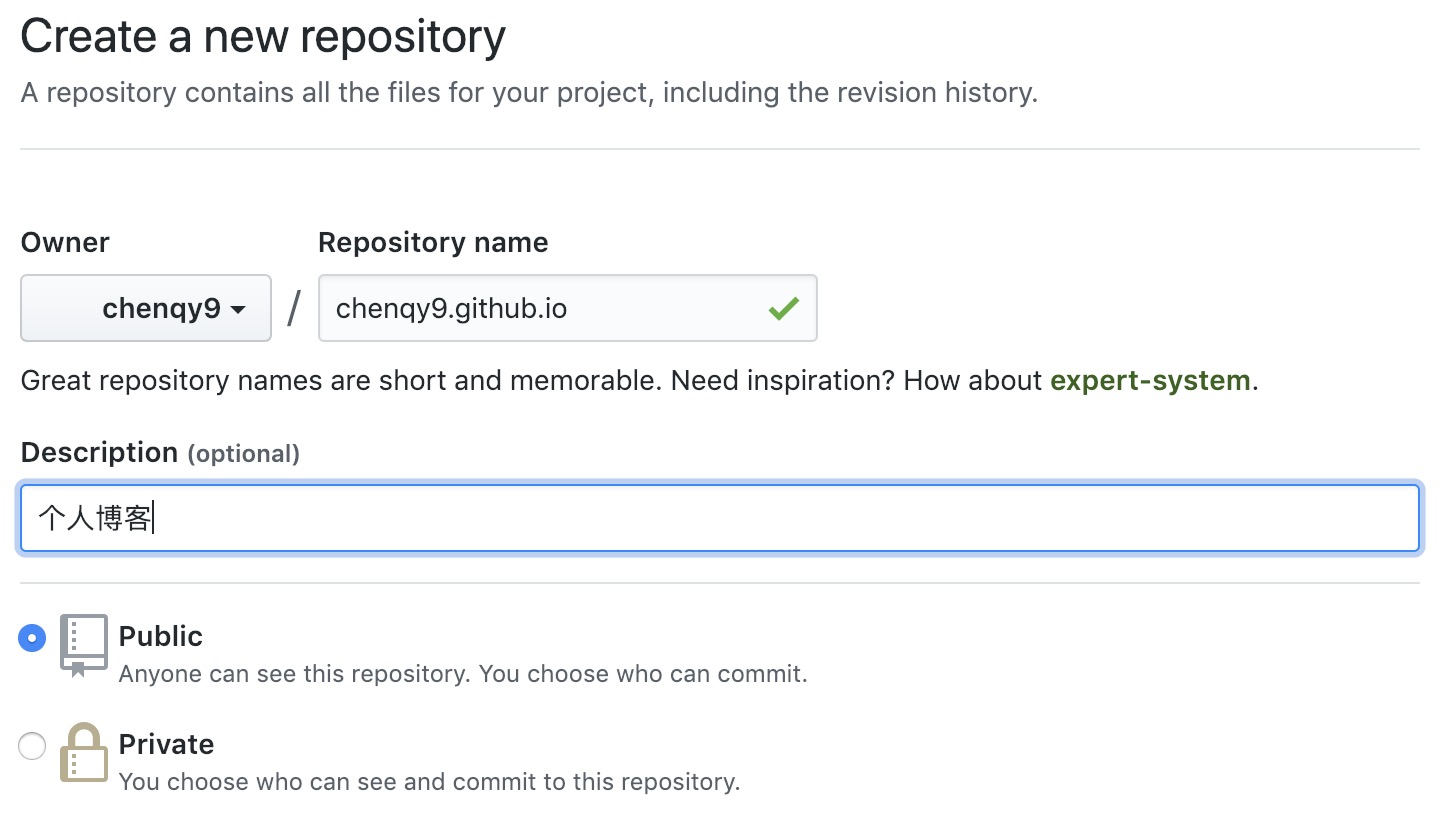 Create a new repository
A repository contains all the files for your project, including the revision history.
Owner
Repository name
chenqy9 / chenqy9.github.io
Great repository names are short and memorable. Need inspiration? How about expert-system.
Description (optional)
个人博客
Public
Anyone can see this repository. You choose who can commit.
Private
You choose who can see and commit to this repository.